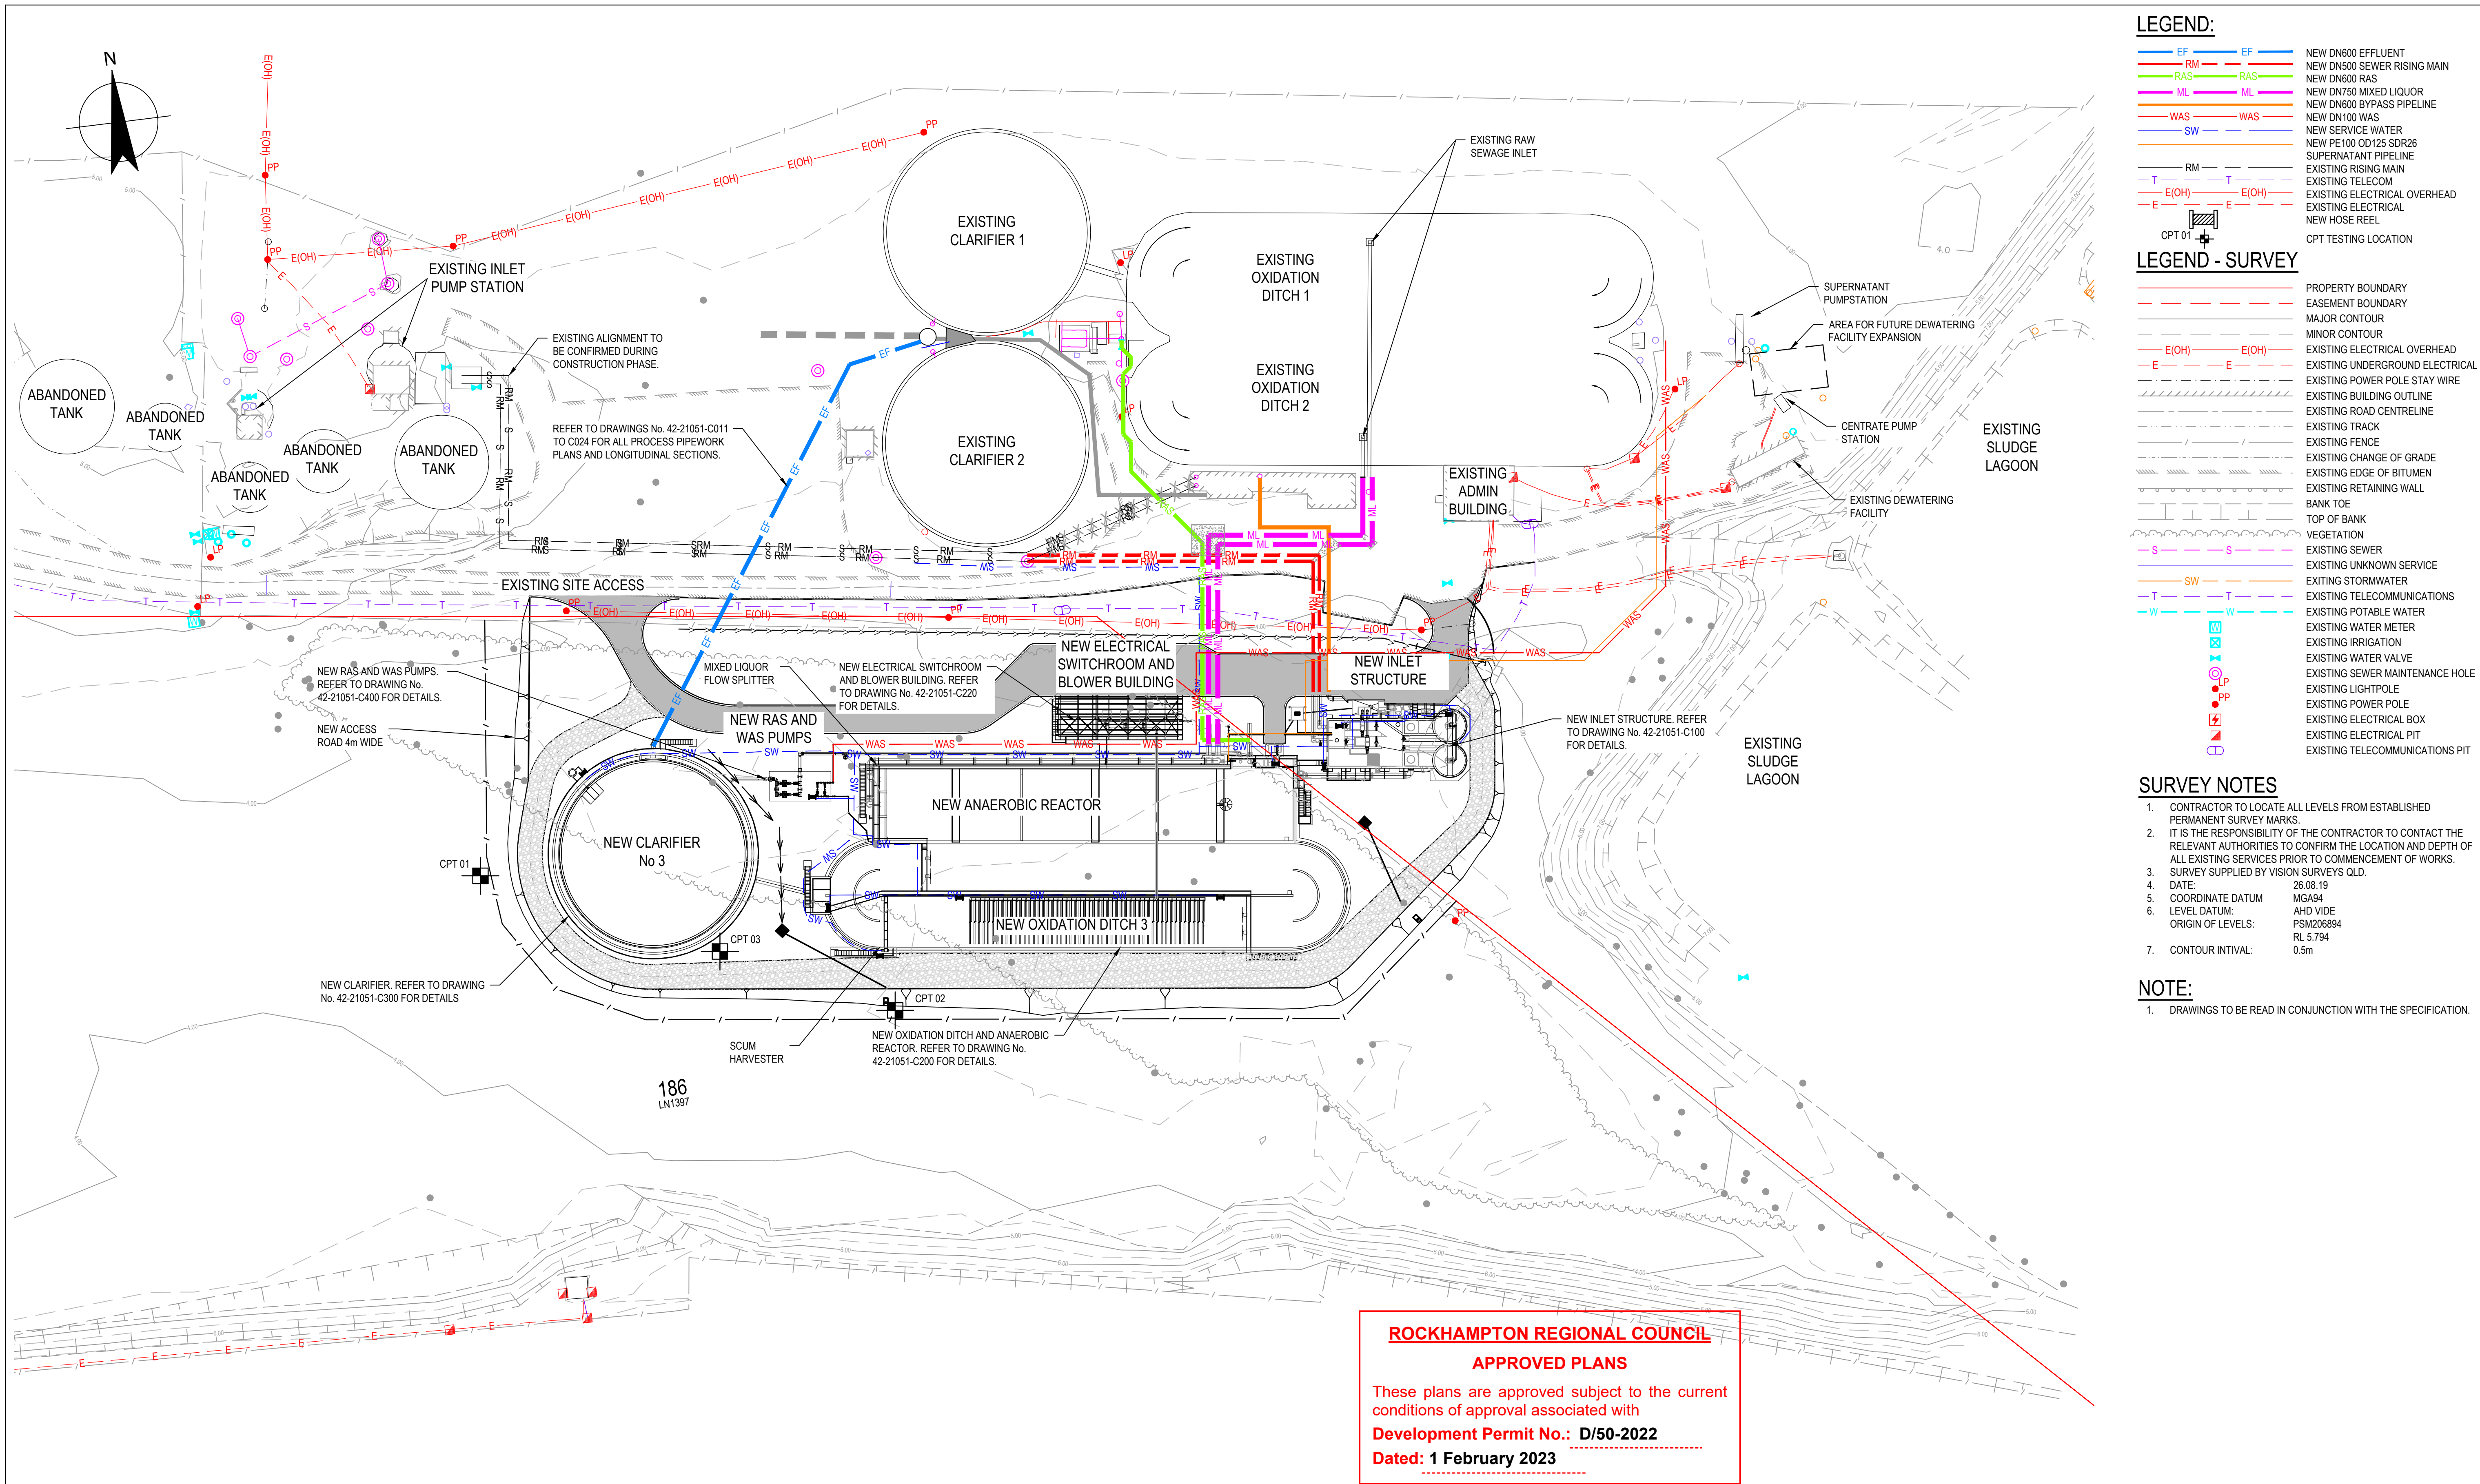 N
EXISTING
CLARIFIER 1
EXISTING RAW
SEWAGE INLET
EXISTING
OXIDATION
DITCH 1
EXISTING INLET
PUMP STATION
EXISTING ALIGNMENT TO
BE CONFIRMED DURING
CONSTRUCTION PHASE.
SUPERNATANT
PUMPSTATION
AREA FOR FUTURE DEWATERING
FACILITY EXPANSION
EXISTING
OXIDATION
DITCH 2
ABANDONED
TANK
ABANDONED
TANK
ABANDONED
TANK
ABANDONED
TANK
ABANDONED
TANK
REFER TO DRAWINGS No. 42-21051-C011
TO C024 FOR ALL PROCESS PIPEWORK
PLANS AND LONGITUDINAL SECTIONS.
EXISTING
CLARIFIER 2
CENTRATE PUMP
STATION
EXISTING
SLUDGE
LAGOON
EXISTING
ADMIN
BUILDING
EXISTING DEWATERING
FACILITY
EXISTING SITE ACCESS
NEW RAS AND WAS PUMPS.
REFER TO DRAWING No.
42-21051-C400 FOR DETAILS.
MIXED LIQUOR
FLOW SPLITTER
NEW ELECTRICAL SWITCHROOM
AND BLOWER BUILDING. REFER
TO DRAWING No. 42-21051-C220
FOR DETAILS.
NEW ELECTRICAL
SWITCHROOM AND
BLOWER BUILDING
NEW INLET
STRUCTURE
NEW ACCESS
ROAD 4m WIDE
NEW RAS AND
WAS PUMPS
NEW INLET STRUCTURE. REFER
TO DRAWING No. 42-21051-C100
FOR DETAILS.
EXISTING
SLUDGE
LAGOON
NEW ANAEROBIC REACTOR
NEW CLARIFIER
No 3
CPT 01
CPT 03
NEW OXIDATION DITCH 3
NEW CLARIFIER. REFER TO DRAWING
No. 42-21051-C300 FOR DETAILS
CPT 02
SCUM
HARVESTER
NEW OXIDATION DITCH AND ANAEROBIC
REACTOR. REFER TO DRAWING No.
42-21051-C200 FOR DETAILS.
186
LN1397
LEGEND:
EF EF NEW DN600 EFFLUENT
RM NEW DN500 SEWER RISING MAIN
RAS RAS NEW DN600 RAS
ML ML NEW DN750 MIXED LIQUOR
NEW DN600 BYPASS PIPELINE
WAS WAS NEW DN100 WAS
SW NEW SERVICE WATER
NEW PE100 OD125 SDR26
SUPERNATANT PIPELINE
RM EXISTING RISING MAIN
T T EXISTING TELECOM
E(OH) E(OH) EXISTING ELECTRICAL OVERHEAD
E E EXISTING ELECTRICAL
NEW HOSE REEL
CPT 01 CPT TESTING LOCATION
LEGEND - SURVEY
PROPERTY BOUNDARY
EASEMENT BOUNDARY
MAJOR CONTOUR
MINOR CONTOUR
E(OH) E(OH) EXISTING ELECTRICAL OVERHEAD
E E EXISTING UNDERGROUND ELECTRICAL
EXISTING POWER POLE STAY WIRE
EXISTING BUILDING OUTLINE
EXISTING ROAD CENTRELINE
EXISTING TRACK
EXISTING FENCE
EXISTING CHANGE OF GRADE
EXISTING EDGE OF BITUMEN
EXISTING RETAINING WALL
BANK TOE
TOP OF BANK
VEGETATION
S S EXISTING SEWER
EXISTING UNKNOWN SERVICE
SW EXITING STORMWATER
T T EXISTING TELECOMMUNICATIONS
W W EXISTING POTABLE WATER
EXISTING WATER METER
EXISTING IRRIGATION
EXISTING WATER VALVE
EXISTING SEWER MAINTENANCE HOLE
LP EXISTING LIGHTPOLE
PP EXISTING POWER POLE
EXISTING ELECTRICAL BOX
EXISTING ELECTRICAL PIT
EXISTING TELECOMMUNICATIONS PIT
SURVEY NOTES
1. CONTRACTOR TO LOCATE ALL LEVELS FROM ESTABLISHED
PERMANENT SURVEY MARKS.
2. IT IS THE RESPONSIBILITY OF THE CONTRACTOR TO CONTACT THE
RELEVANT AUTHORITIES TO CONFIRM THE LOCATION AND DEPTH OF
ALL EXISTING SERVICES PRIOR TO COMMENCEMENT OF WORKS.
3. SURVEY SUPPLIED BY VISION SURVEYS QLD.
4. DATE: 26.08.19
5. COORDINATE DATUM MGA94
6. LEVEL DATUM: AHD VIDE
ORIGIN OF LEVELS: PSM206894
RL 5.794
7. CONTOUR INTIVAL: 0.5m
NOTE:
1. DRAWINGS TO BE READ IN CONJUNCTION WITH THE SPECIFICATION.
ROCKHAMPTON REGIONAL COUNCIL
APPROVED PLANS
These plans are approved subject to the current
conditions of approval associated with
Development Permit No.: D/50-2022
Dated: 1 February 2023